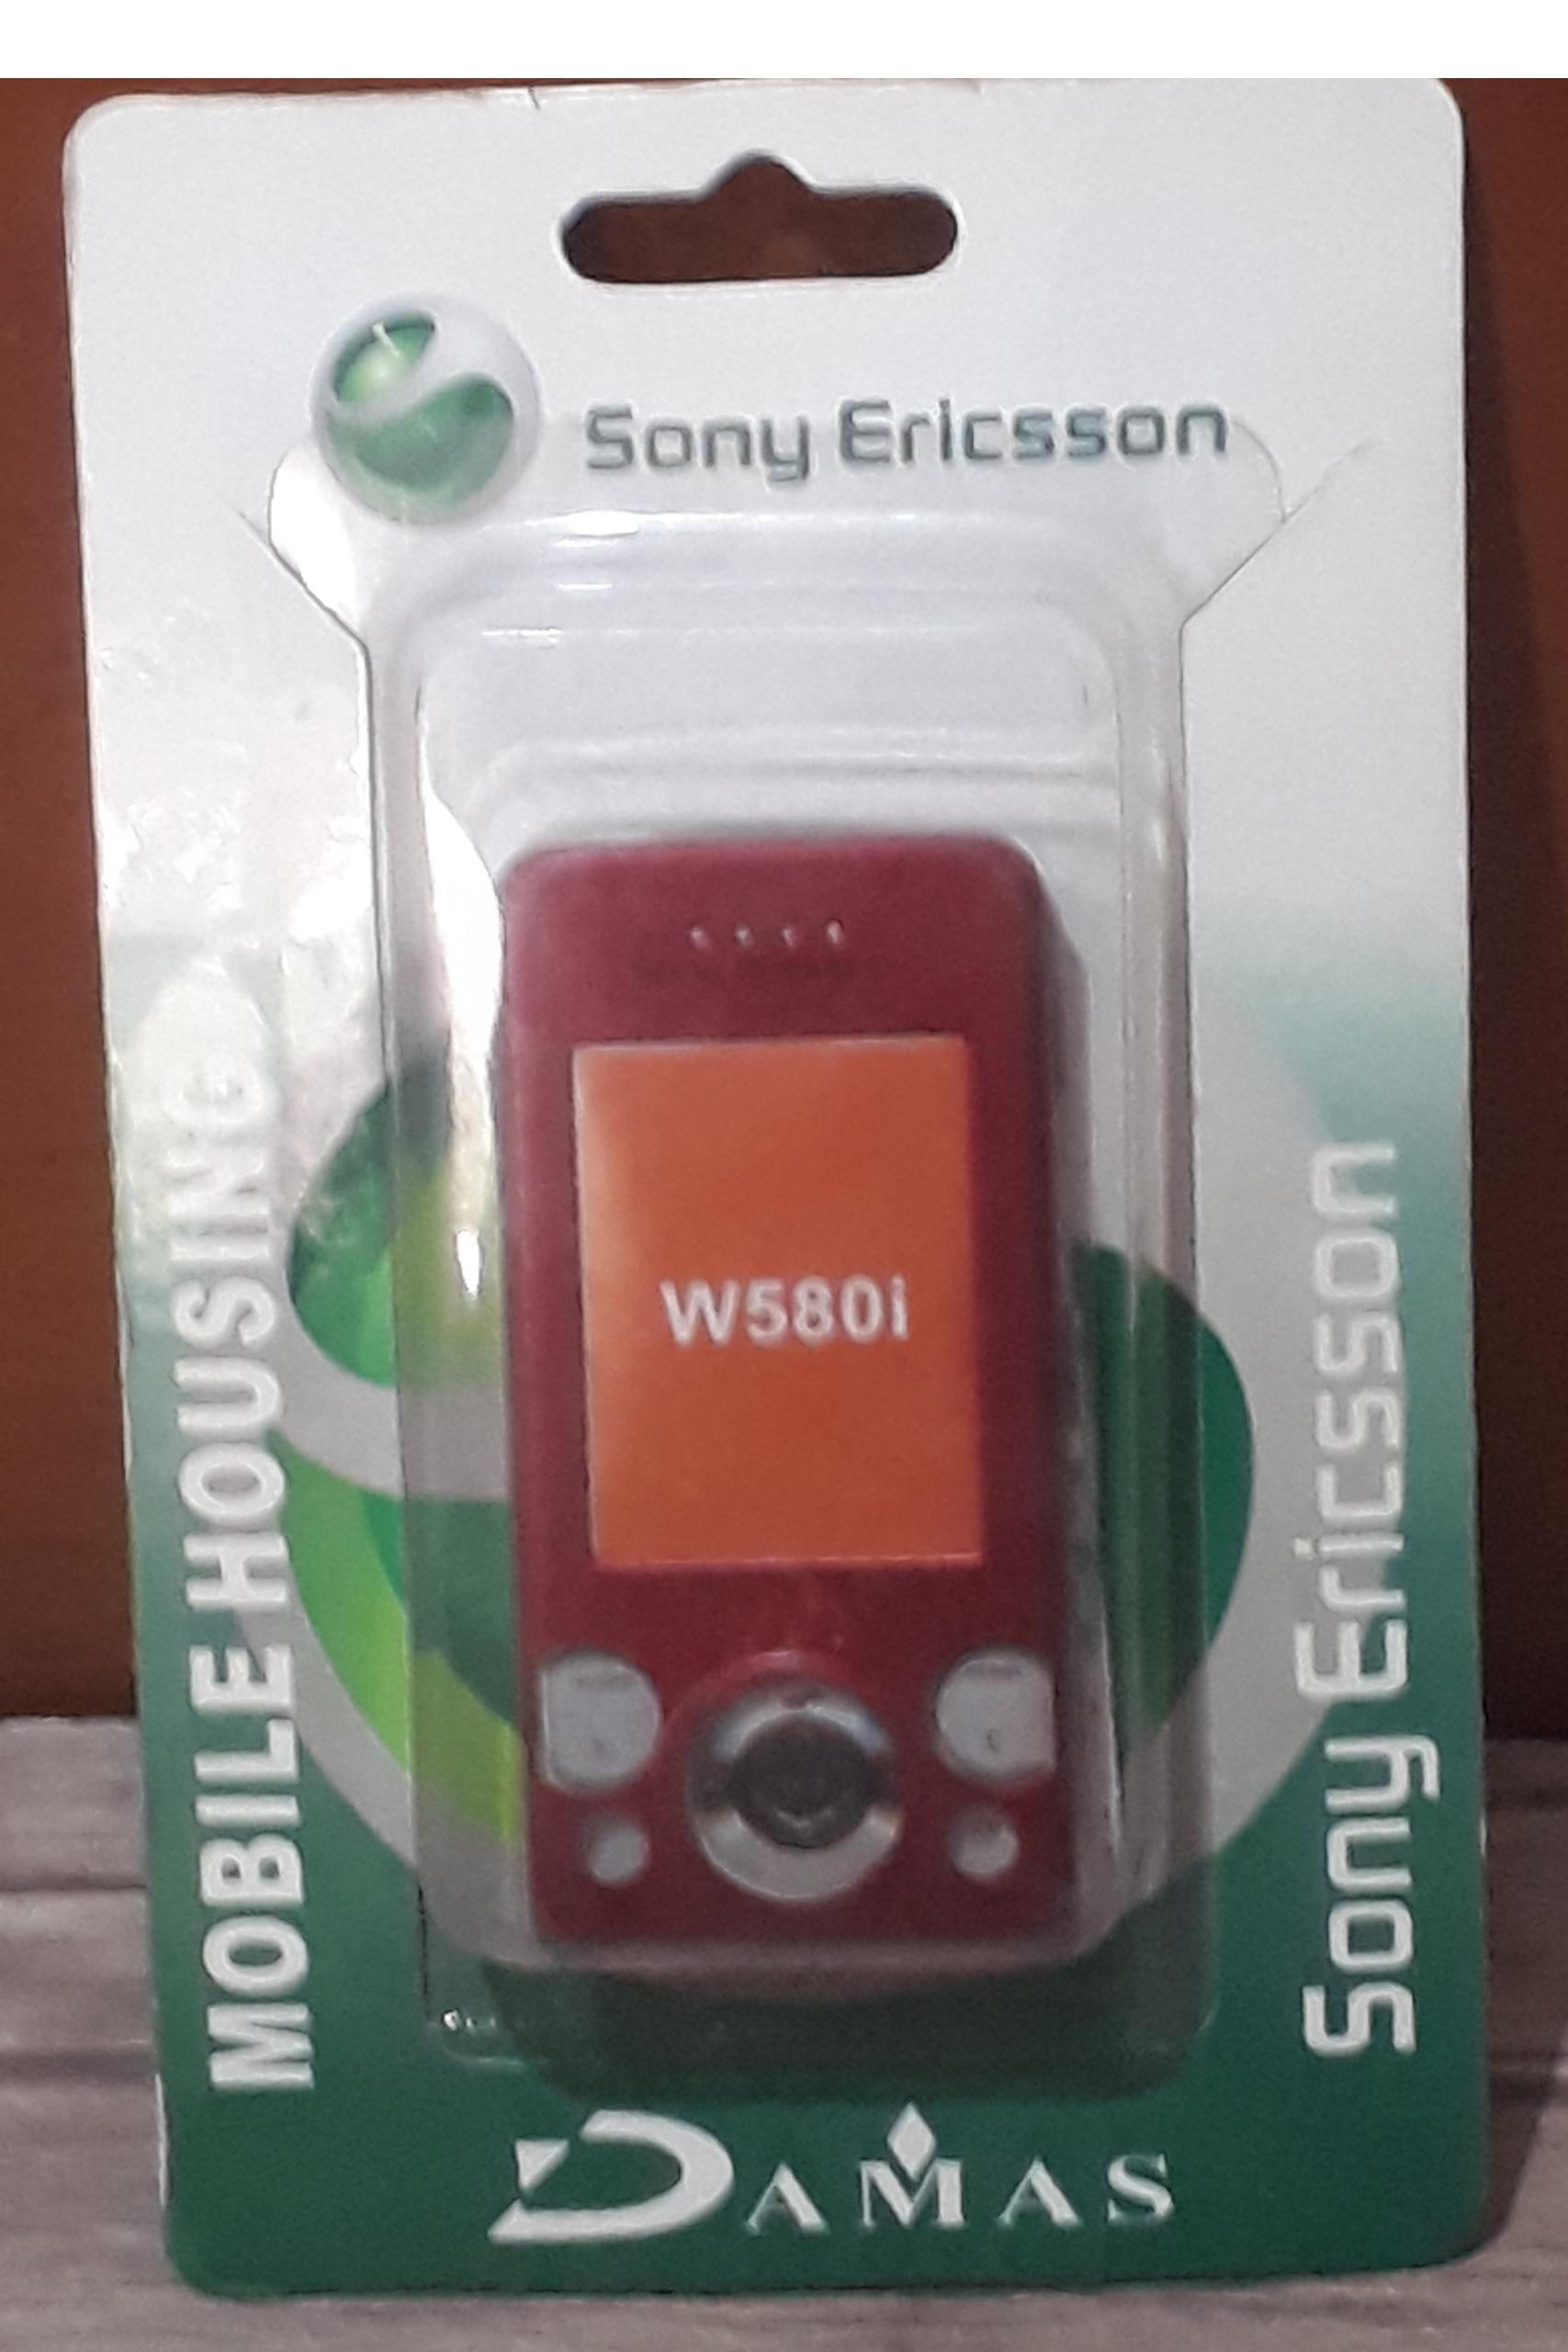 Sony Ericsson
W580i
MOBILE HOUSING
Sony Ericsson
DAMAS